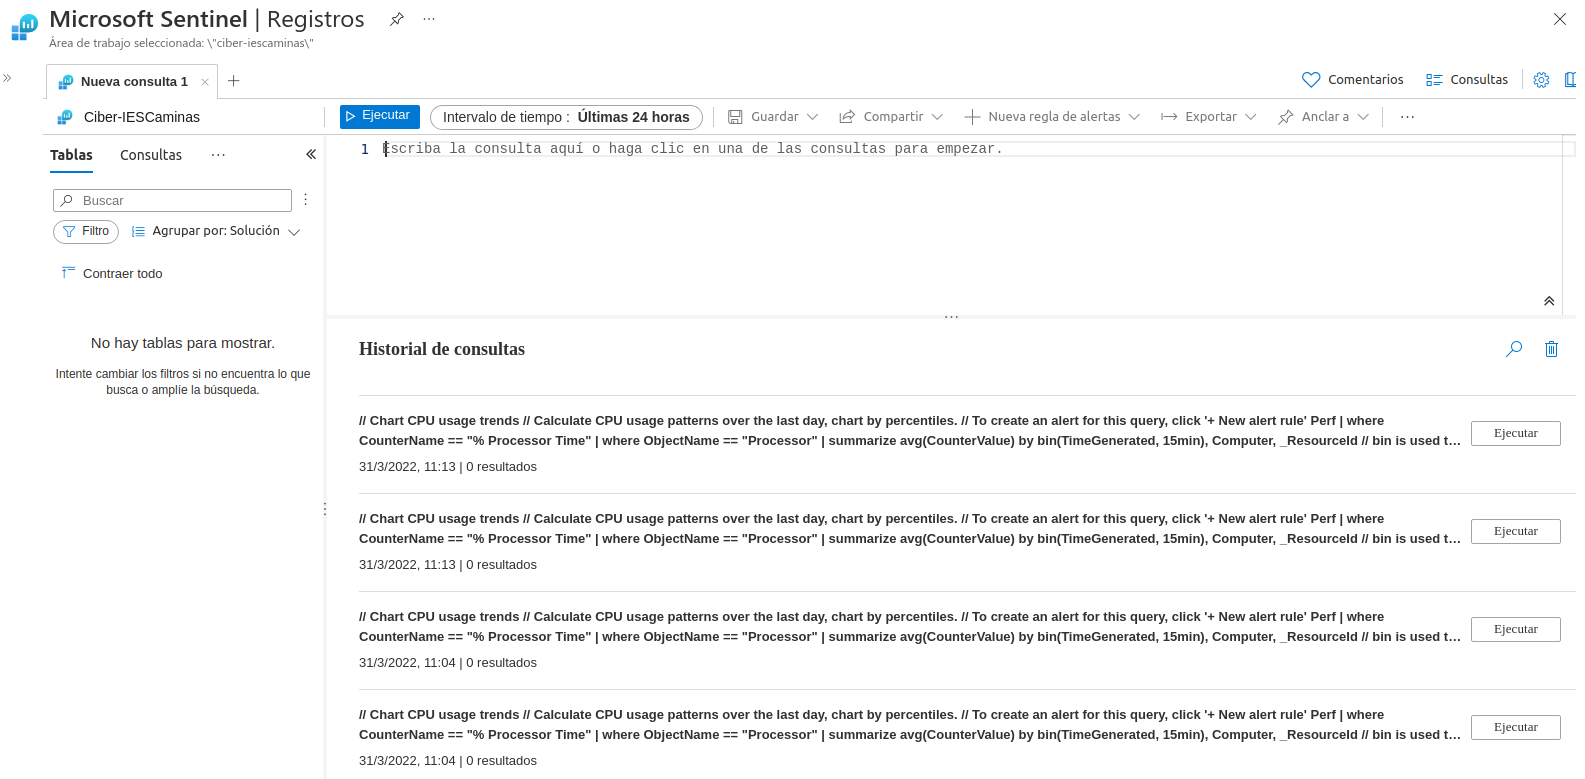 Microsoft Sentinel | Registros
Área de trabajo seleccionada: \"ciber-iescaminas\"
Nueva consulta 1
Comentarios
Consultas
Ciber-IESCaminas
Ejecutar
Intervalo de tiempo : Últimas 24 horas
Guardar
Compartir
Nueva regla de alertas
Exportar
Anclar a
Tablas
Consultas
1
Escriba la consulta aquí o haga clic en una de las consultas para empezar.
Buscar
Filtro
Agrupar por: Solución
Contraer todo
No hay tablas para mostrar.
Intente cambiar los filtros si no encuentra lo que
busca o amplíe la búsqueda.
Historial de consultas
// Chart CPU usage trends // Calculate CPU usage patterns over the last day, chart by percentiles. // To create an alert for this query, click '+ New alert rule' Perf | where
CounterName == "% Processor Time" | where ObjectName == "Processor" | summarize avg(CounterValue) by bin(TimeGenerated, 15min), Computer, _ResourceId // bin is used t…
Ejecutar
31/3/2022, 11:13 | 0 resultados
// Chart CPU usage trends // Calculate CPU usage patterns over the last day, chart by percentiles. // To create an alert for this query, click '+ New alert rule' Perf | where
CounterName == "% Processor Time" | where ObjectName == "Processor" | summarize avg(CounterValue) by bin(TimeGenerated, 15min), Computer, _ResourceId // bin is used t…
Ejecutar
31/3/2022, 11:13 | 0 resultados
// Chart CPU usage trends // Calculate CPU usage patterns over the last day, chart by percentiles. // To create an alert for this query, click '+ New alert rule' Perf | where
CounterName == "% Processor Time" | where ObjectName == "Processor" | summarize avg(CounterValue) by bin(TimeGenerated, 15min), Computer, _ResourceId // bin is used t…
Ejecutar
31/3/2022, 11:04 | 0 resultados
// Chart CPU usage trends // Calculate CPU usage patterns over the last day, chart by percentiles. // To create an alert for this query, click '+ New alert rule' Perf | where
CounterName == "% Processor Time" | where ObjectName == "Processor" | summarize avg(CounterValue) by bin(TimeGenerated, 15min), Computer, _ResourceId // bin is used t…
Ejecutar
31/3/2022, 11:04 | 0 resultados